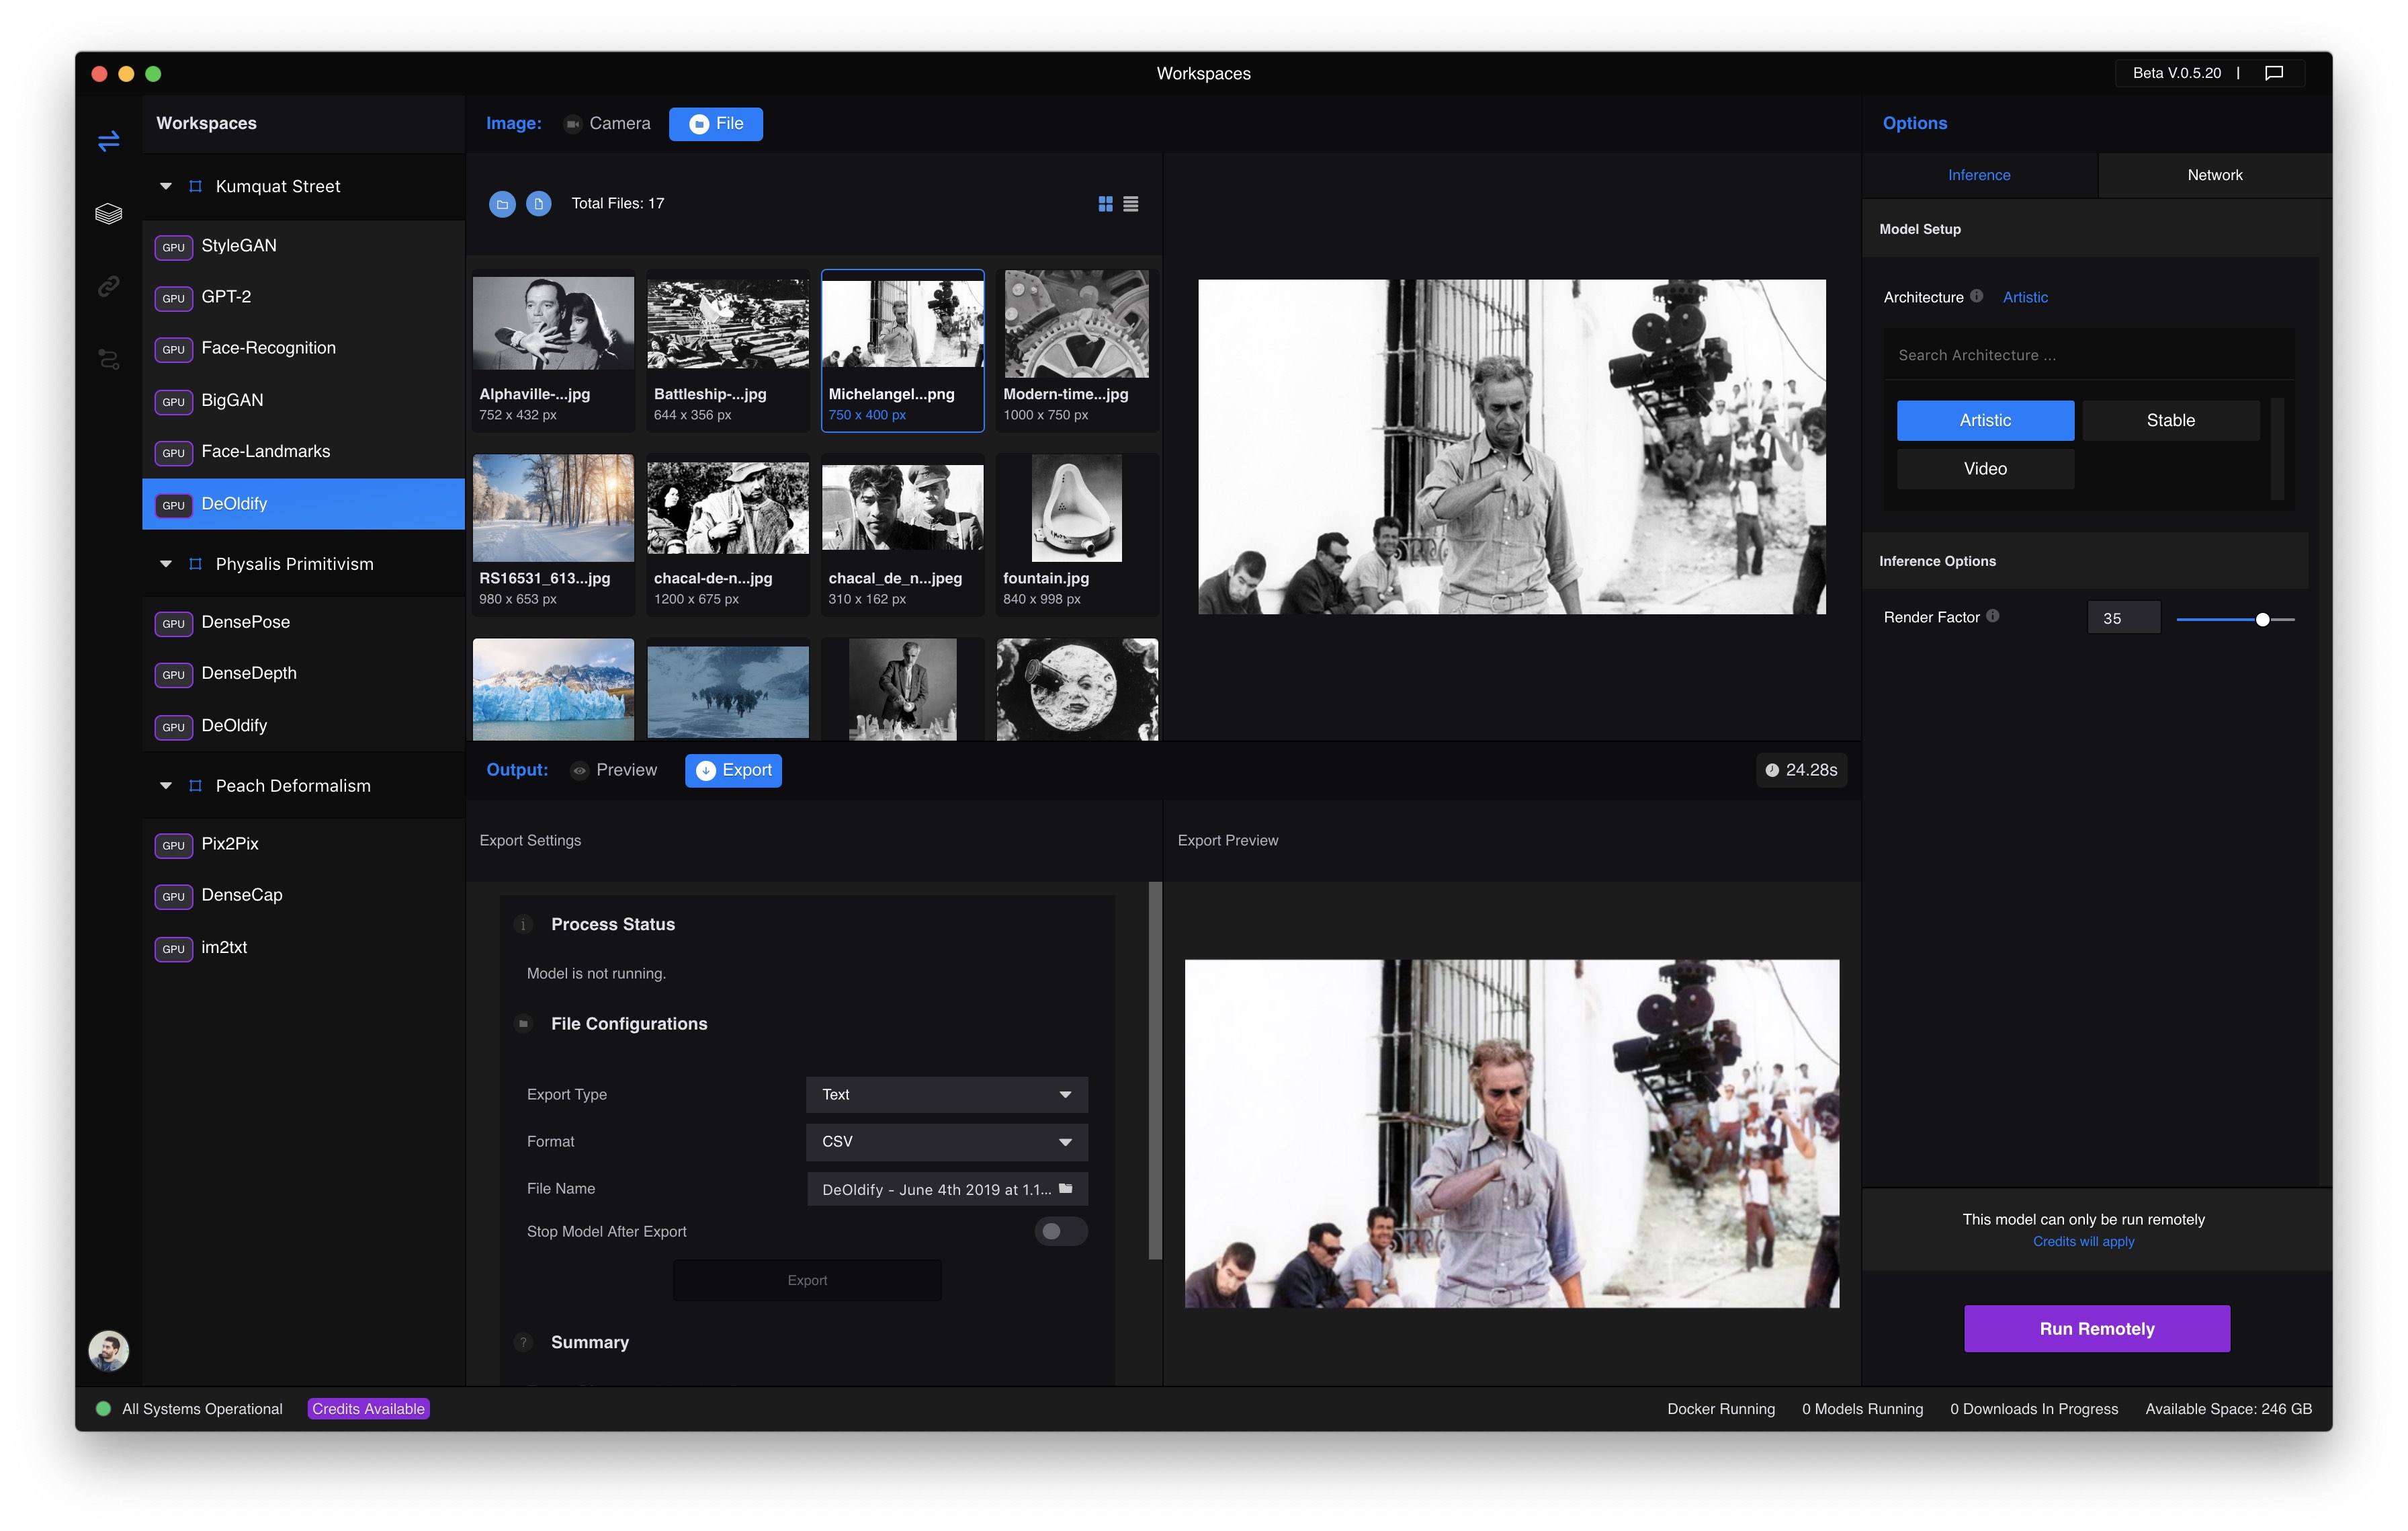 Workspaces
Beta V.0.5.20 |
Workspaces
Kumquat Street
GPU StyleGAN
GPU GPT-2
GPU Face-Recognition
GPU BigGAN
GPU Face-Landmarks
GPU DeOldify
Physalis Primitivism
GPU DensePose
GPU DenseDepth
GPU DeOldify
Peach Deformalism
GPU Pix2Pix
GPU DenseCap
GPU im2txt
Image: Camera File
Total Files: 17
Alphaville-...jpg
752 x 432 px
Battleship-...jpg
644 x 356 px
Michelangel...png
750 x 400 px
Modern-time...jpg
1000 x 750 px
RS16531_613...jpg
980 x 653 px
chacal-de-n...jpg
1200 x 675 px
chacal_de_n...jpeg
310 x 162 px
fountain.jpg
840 x 998 px
Output: Preview Export
24.28s
Export Settings
Process Status
Model is not running.
File Configurations
Export Type Text
Format CSV
File Name DeOldify - June 4th 2019 at 1.1...
Stop Model After Export
Export
Summary
Export Preview
Options
Inference Network
Model Setup
Architecture Artistic
Search Architecture ...
Artistic Stable
Video
Inference Options
Render Factor 35
This model can only be run remotely
Credits will apply
Run Remotely
All Systems Operational Credits Available
Docker Running 0 Models Running 0 Downloads In Progress Available Space: 246 GB